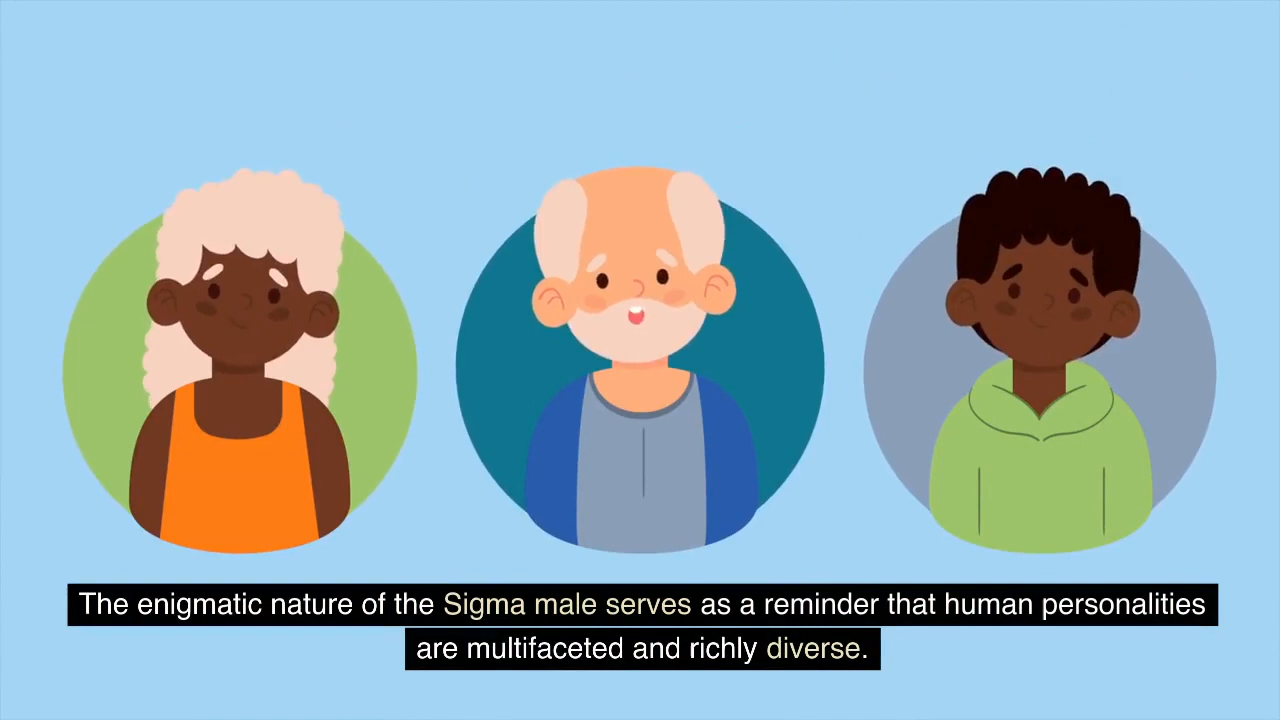 The enigmatic nature of the Sigma male serves as a reminder that human personalities
are multifaceted and richly diverse.